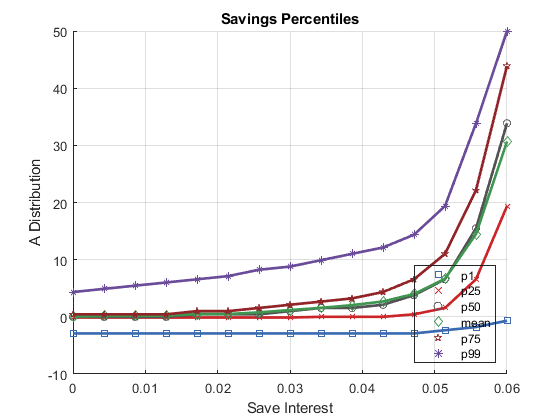 Savings Percentiles
50
40
30
20
10
0
-10
A Distribution
p1
p25
p50
mean
p75
p99
0 0.01 0.02 0.03 0.04 0.05 0.06
Save Interest